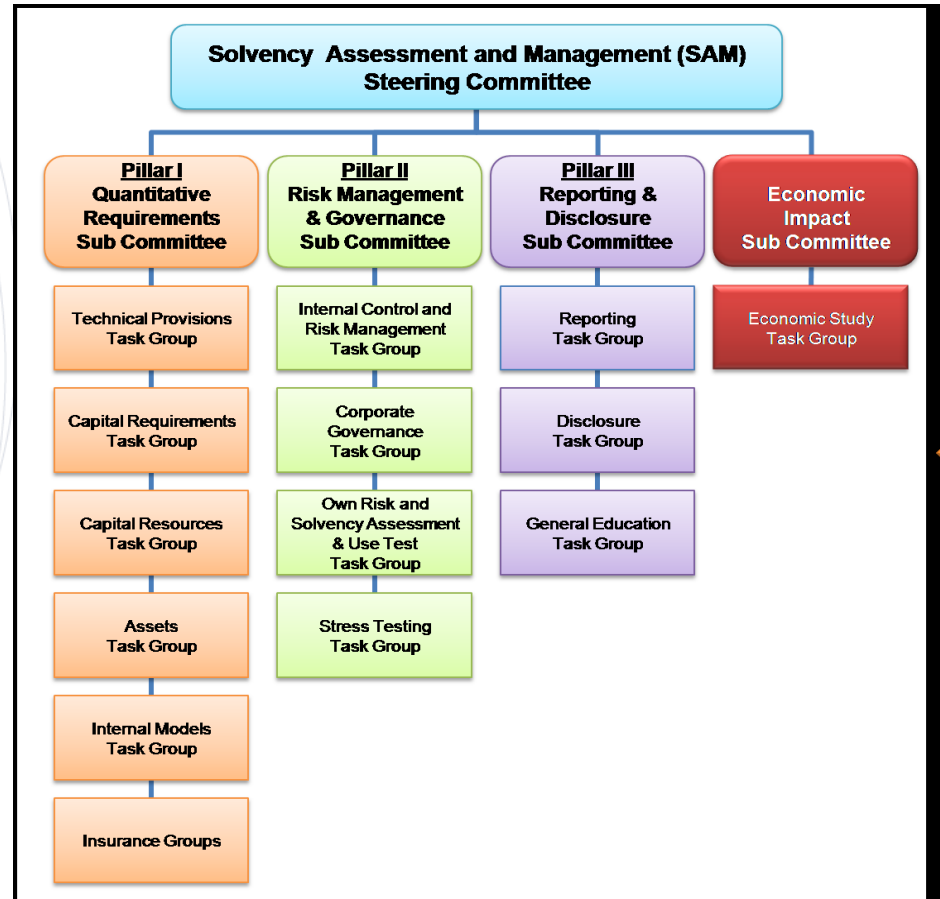 Solvency Assessment and Management (SAM)
Steering Committee
Pillar I
Quantitative
Requirements
Sub Committee
Technical Provisions
Task Group
Capital Requirements
Task Group
Capital Resources
Task Group
Assets
Task Group
Internal Models
Task Group
Insurance Groups
Pillar II
Risk Management
& Governance
Sub Committee
Internal Control and
Risk Management
Task Group
Corporate
Governance
Task Group
Own Risk and
Solvency Assessment
& Use Test
Task Group
Stress Testing
Task Group
Pillar III
Reporting &
Disclosure
Sub Committee
Reporting
Task Group
Disclosure
Task Group
General Education
Task Group
Economic
Impact
Sub Committee
Economic Study
Task Group